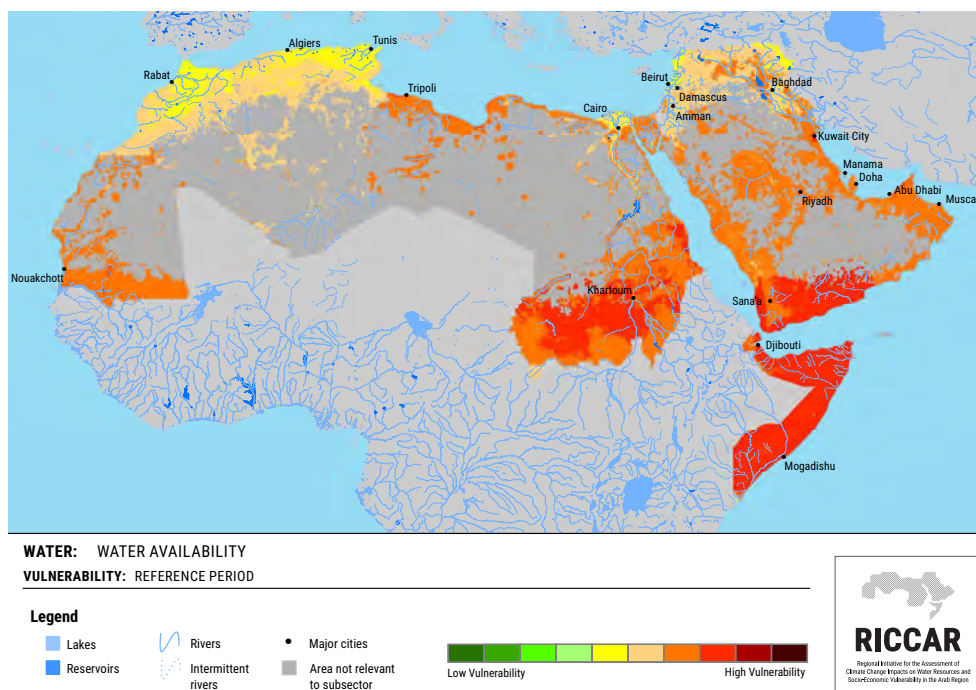 Algiers
Tunis
Rabat
Tripoli
Beirut
Damascus
Amman
Baghdad
Cairo
Kuwait City
Manama
Doha
Abu Dhabi
Musca
Riyadh
Nouakchott
Khartoum
Sana'a
Djibouti
Mogadishu
WATER: WATER AVAILABILITY
VULNERABILITY: REFERENCE PERIOD
Legend
Lakes
Reservoirs
Rivers
Intermittent
rivers
Major cities
Area not relevant
to subsector
Low Vulnerability
High Vulnerability
RICCAR
Regional Initiative for the Assessment of
Climate Change Impacts on Water Resources and
Socio-Economic Vulnerability in the Arab Region